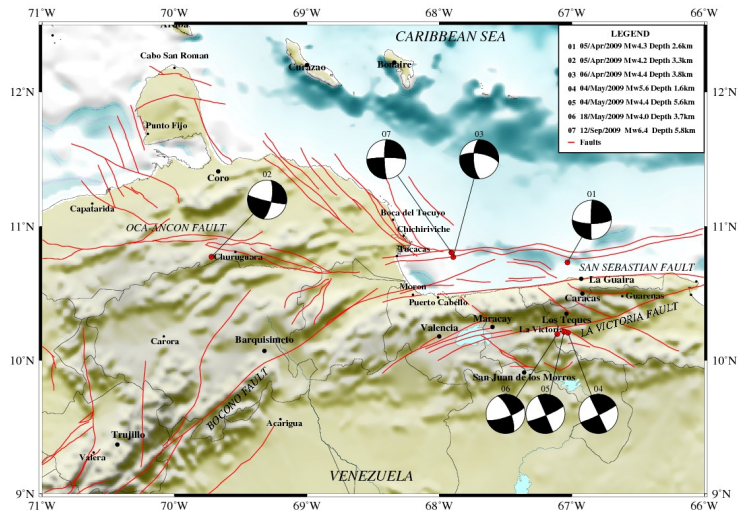 71°W 70°W 69°W 68°W 67°W 66°W
CARIBBEAN SEA
Aruba
Cabo San Roman
Curazao
Bonaire
LEGEND
01 05/Apr/2009 Mw4.3 Depth 2.6km
02 05/Apr/2009 Mw4.2 Depth 3.3km
03 06/Apr/2009 Mw4.4 Depth 3.8km
04 04/May/2009 Mw5.6 Depth 1.6km
05 04/May/2009 Mw4.4 Depth 5.6km
06 18/May/2009 Mw4.0 Depth 3.7km
07 12/Sep/2009 Mw6.4 Depth 5.8km
Faults
12°N 12°N
Punto Fijo
07 03
02
Coro
01
Capatarida
Boca del Tocuyo
11°N 11°N
OCA-ANCON FAULT
Chichiriviche
Tucacas
Churuguara
SAN SEBASTIAN FAULT
La Guaira
Moron
Puerto Cabello
Caracas
Guarenas
Maracay
Los Teques
LA VICTORIA FAULT
Valencia
La Victoria
Carora
Barquisimeto
10°N 10°N
San Juan de los Morros
BOCONO FAULT
06 05 04
Acarigua
Trujillo
Valera
VENEZUELA
9°N 9°N
71°W 70°W 69°W 68°W 67°W 66°W